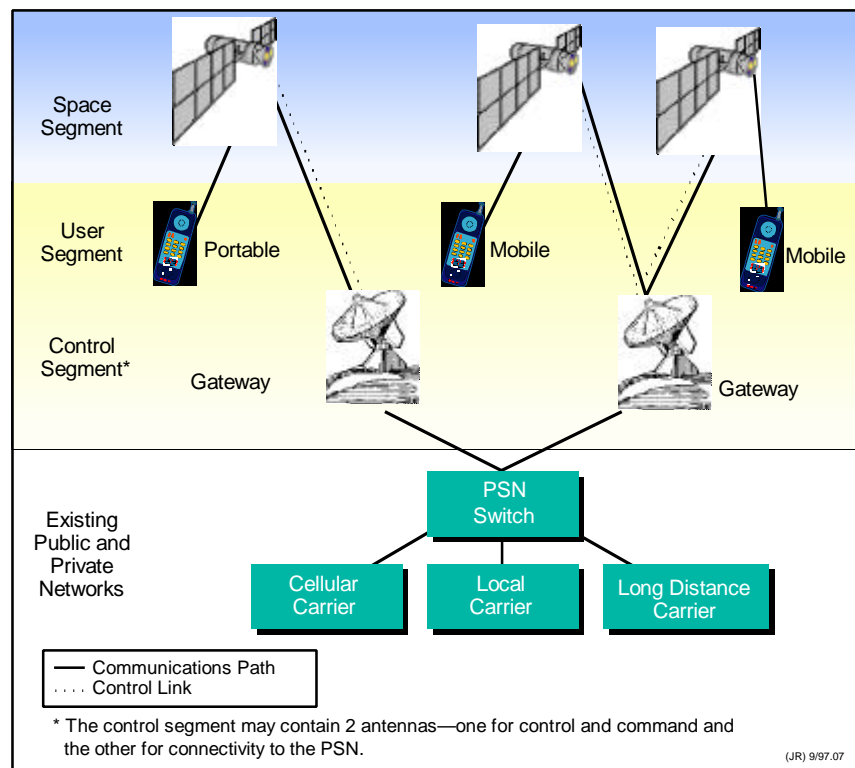 Space
Segment
User
Segment
Portable
Mobile
Mobile
Control
Segment*
Gateway
Gateway
PSN
Switch
Existing
Public and
Private
Networks
Cellular
Carrier
Local
Carrier
Long Distance
Carrier
Communications Path
Control Link
* The control segment may contain 2 antennas—one for control and command and
the other for connectivity to the PSN.
(JR) 9/97.07